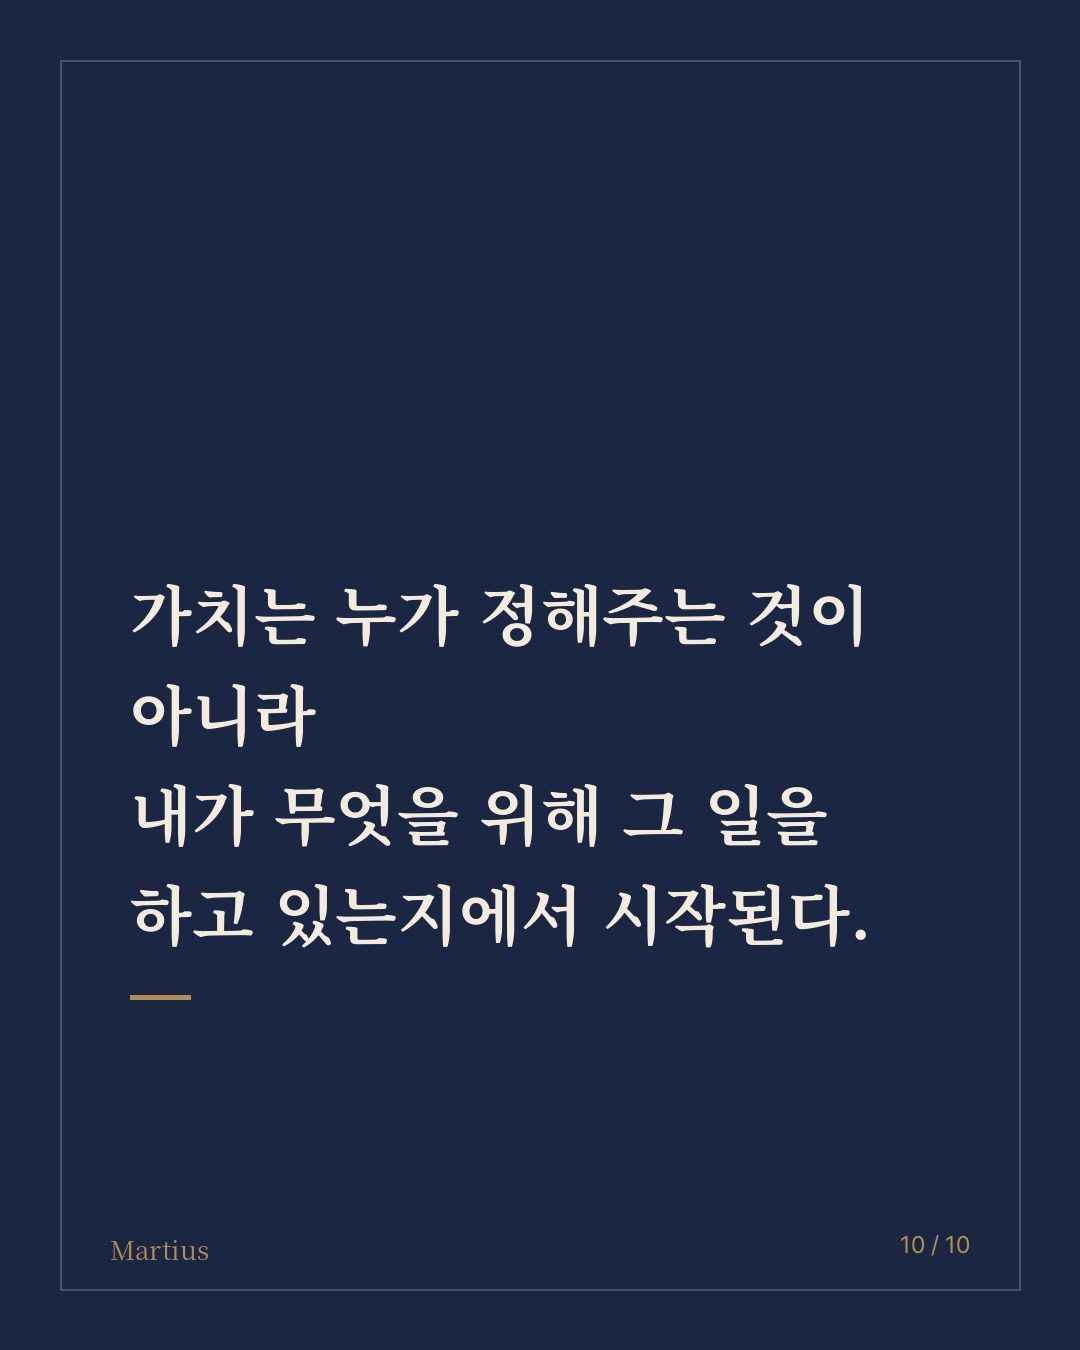 가치는 누가 정해주는 것이
아니라
내가 무엇을 위해 그 일을
하고 있는지에서 시작된다.
Martius
10 / 10